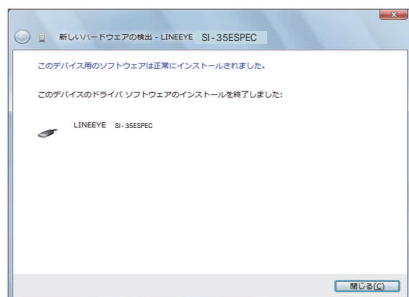 新しいハードウェアの検出 - LINEEYE SI-35ESPEC
このデバイス用のソフトウェアは正常にインストールされました。
このデバイスのドライバ ソフトウェアのインストールを終了しました:
LINEEYE SI-35ESPEC
閉じる(C)